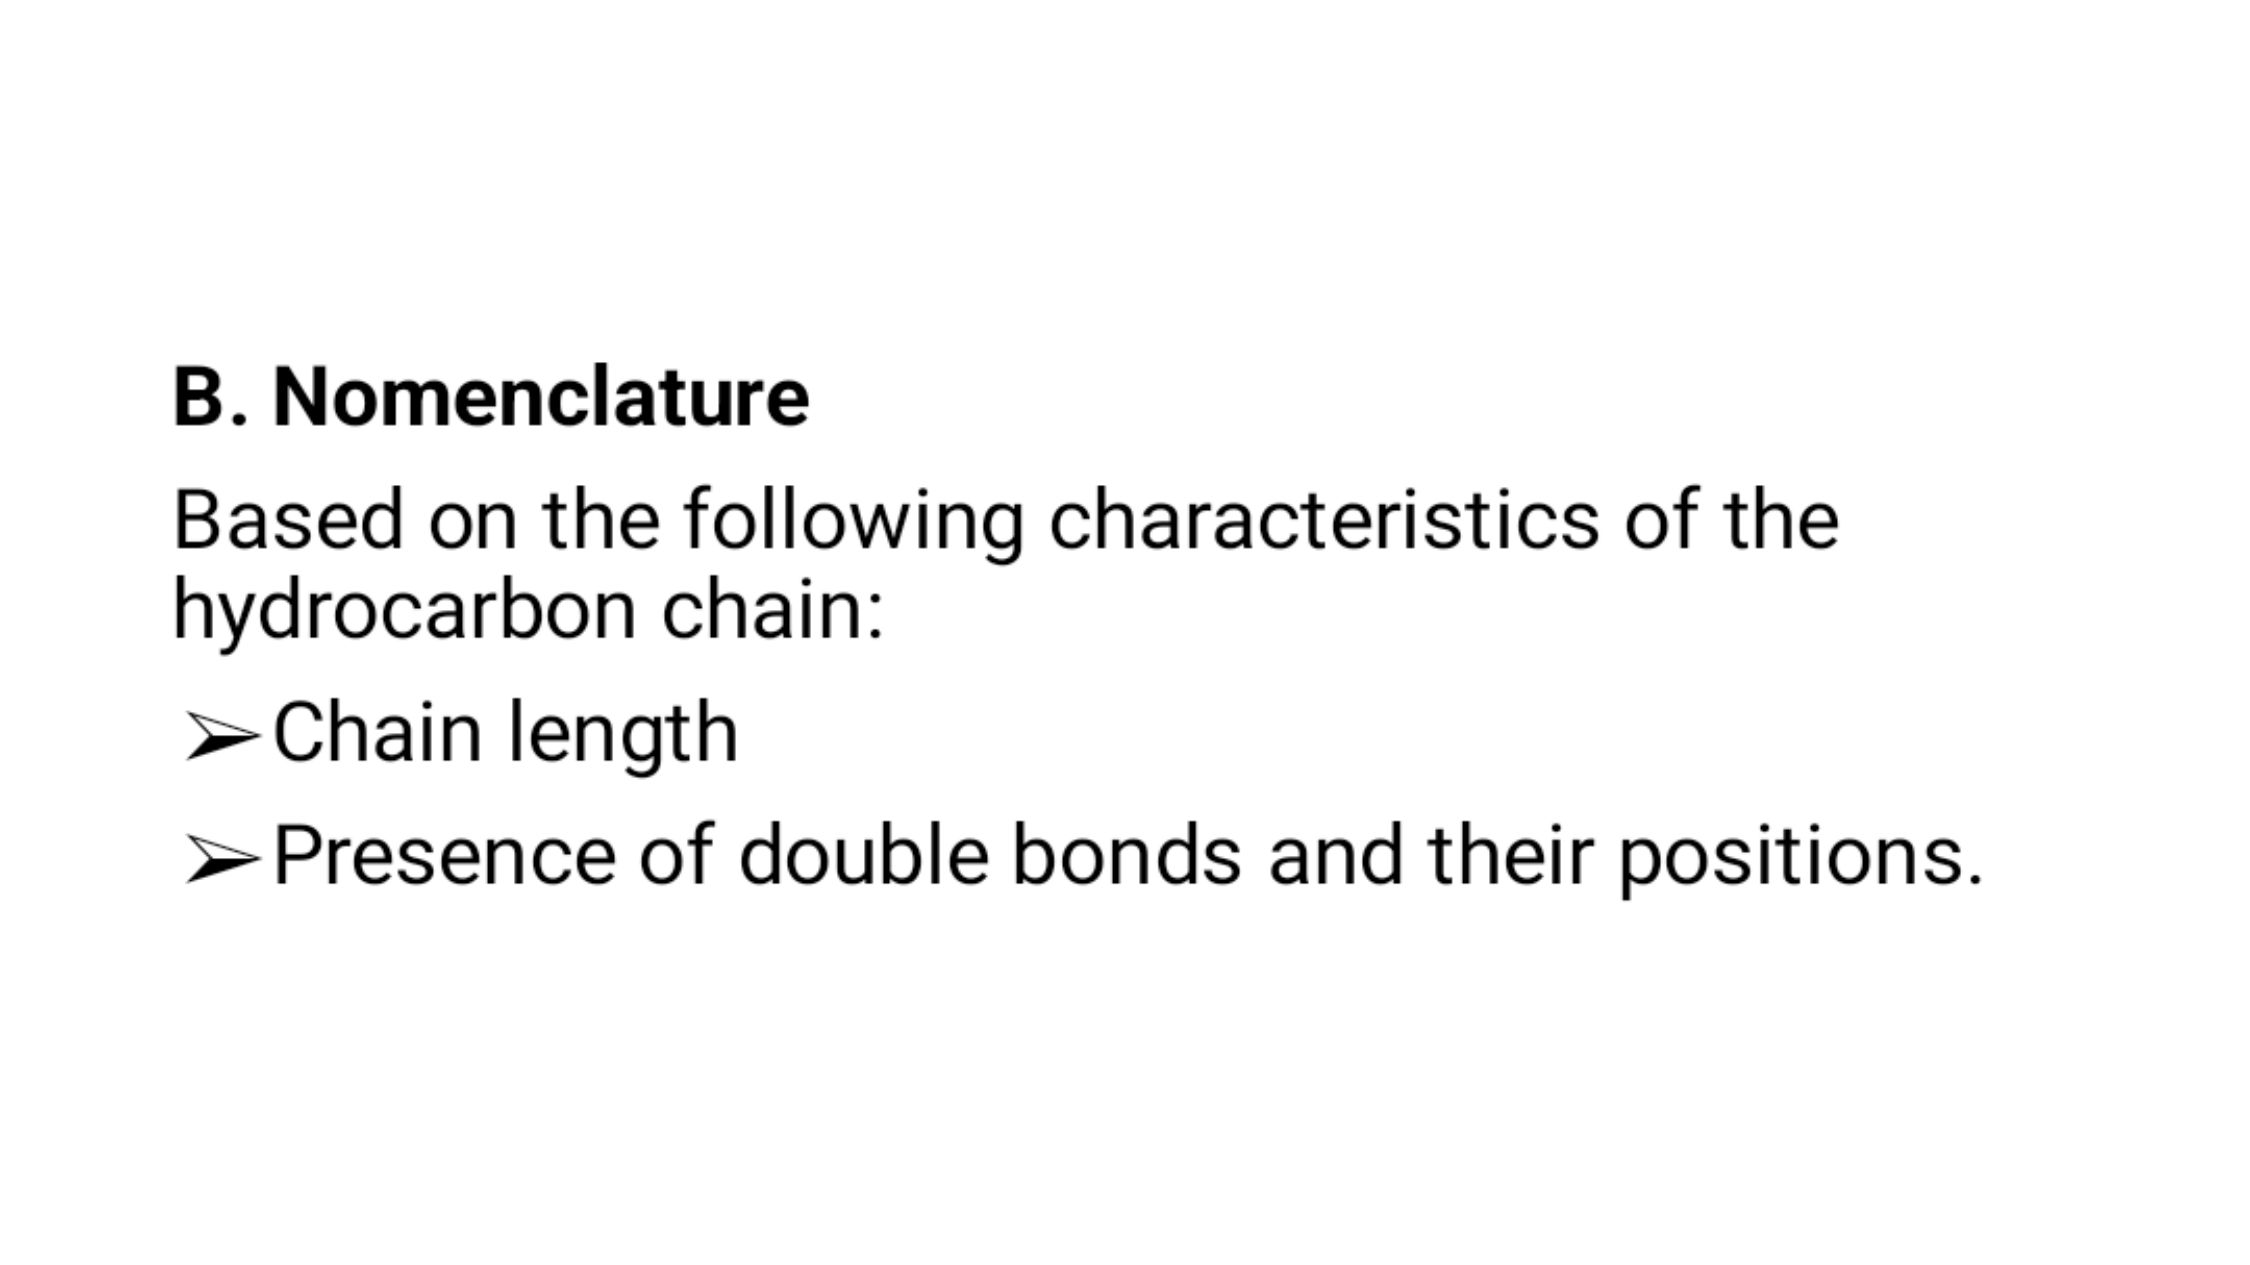 B. Nomenclature
Based on the following characteristics of the
hydrocarbon chain:
➢Chain length
➢Presence of double bonds and their positions.